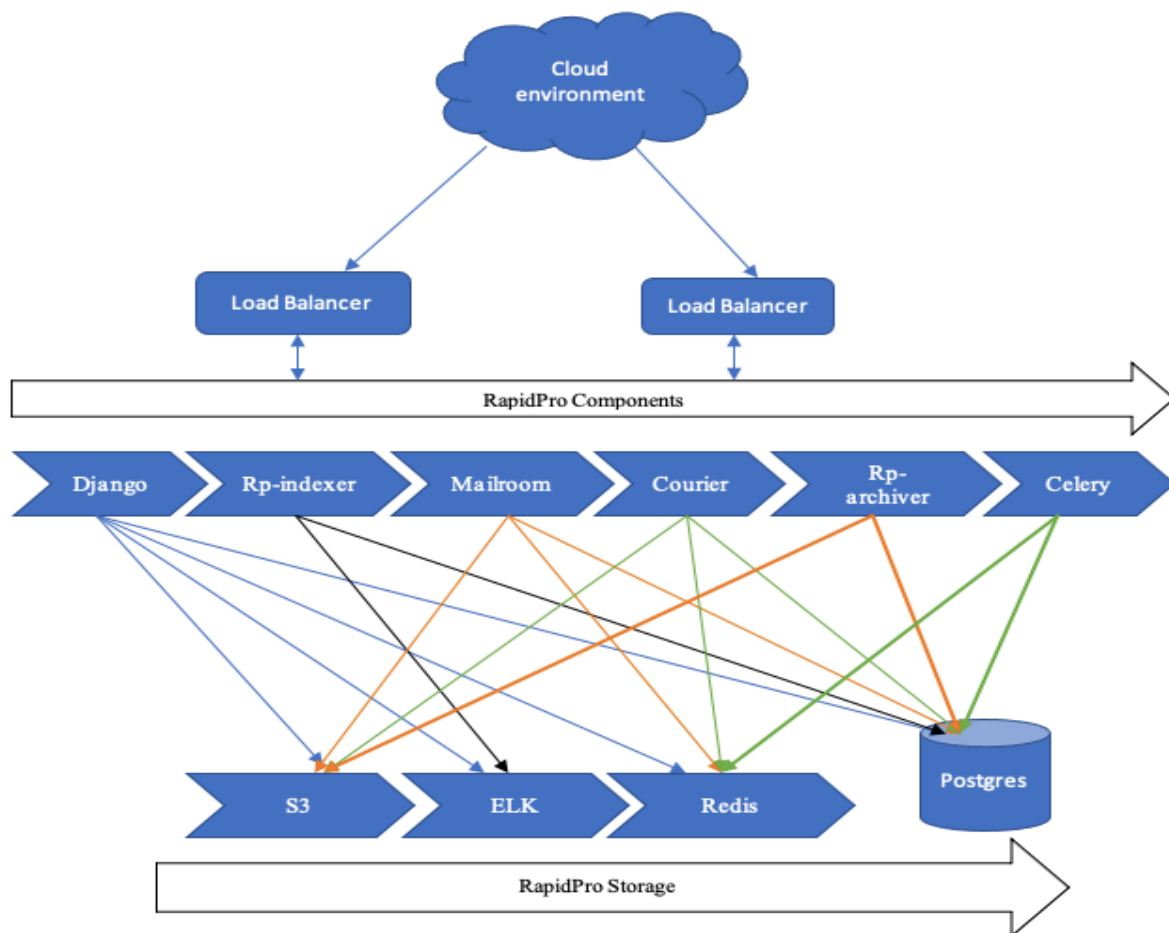 Cloud
environment
Load Balancer
Load Balancer
RapidPro Components
Django
Rp-indexer
Mailroom
Courier
Rp-
archiver
Celery
S3
ELK
Redis
Postgres
RapidPro Storage